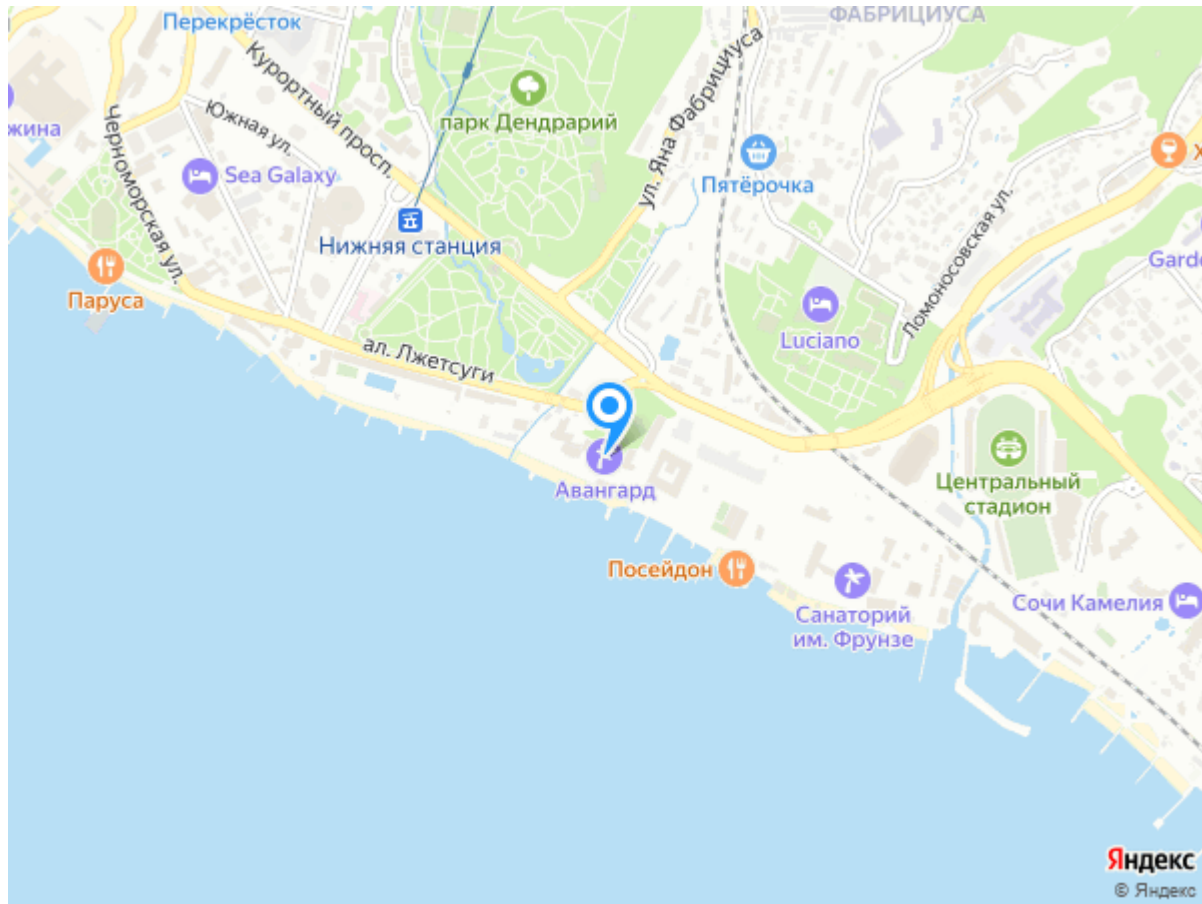 ФАБРИЦИУСА
Перекрёсток
жина
Курортный просп.
Южная ул.
Черноморская ул.
Sea Galaxy
парк Дендрарий
ул. Яна Фабрициуса
Пятёрочка
Х
Нижняя станция
Паруса
ал. Лжетсуги
Luciano
Ломоносовская ул.
Garde
Авангард
Центральный
стадион
Посейдон
Санаторий
им. Фрунзе
Сочи Камелия
Яндекс
© Яндекс